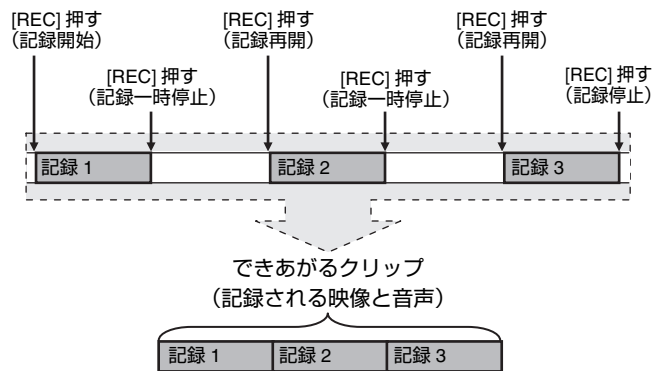 [REC] 押す
（記録開始）
[REC] 押す
（記録一時停止）
[REC] 押す
（記録再開）
[REC] 押す
（記録一時停止）
[REC] 押す
（記録再開）
[REC] 押す
（記録停止）
記録 1
記録 2
記録 3
できあがるクリップ
（記録される映像と音声）
記録 1
記録 2
記録 3